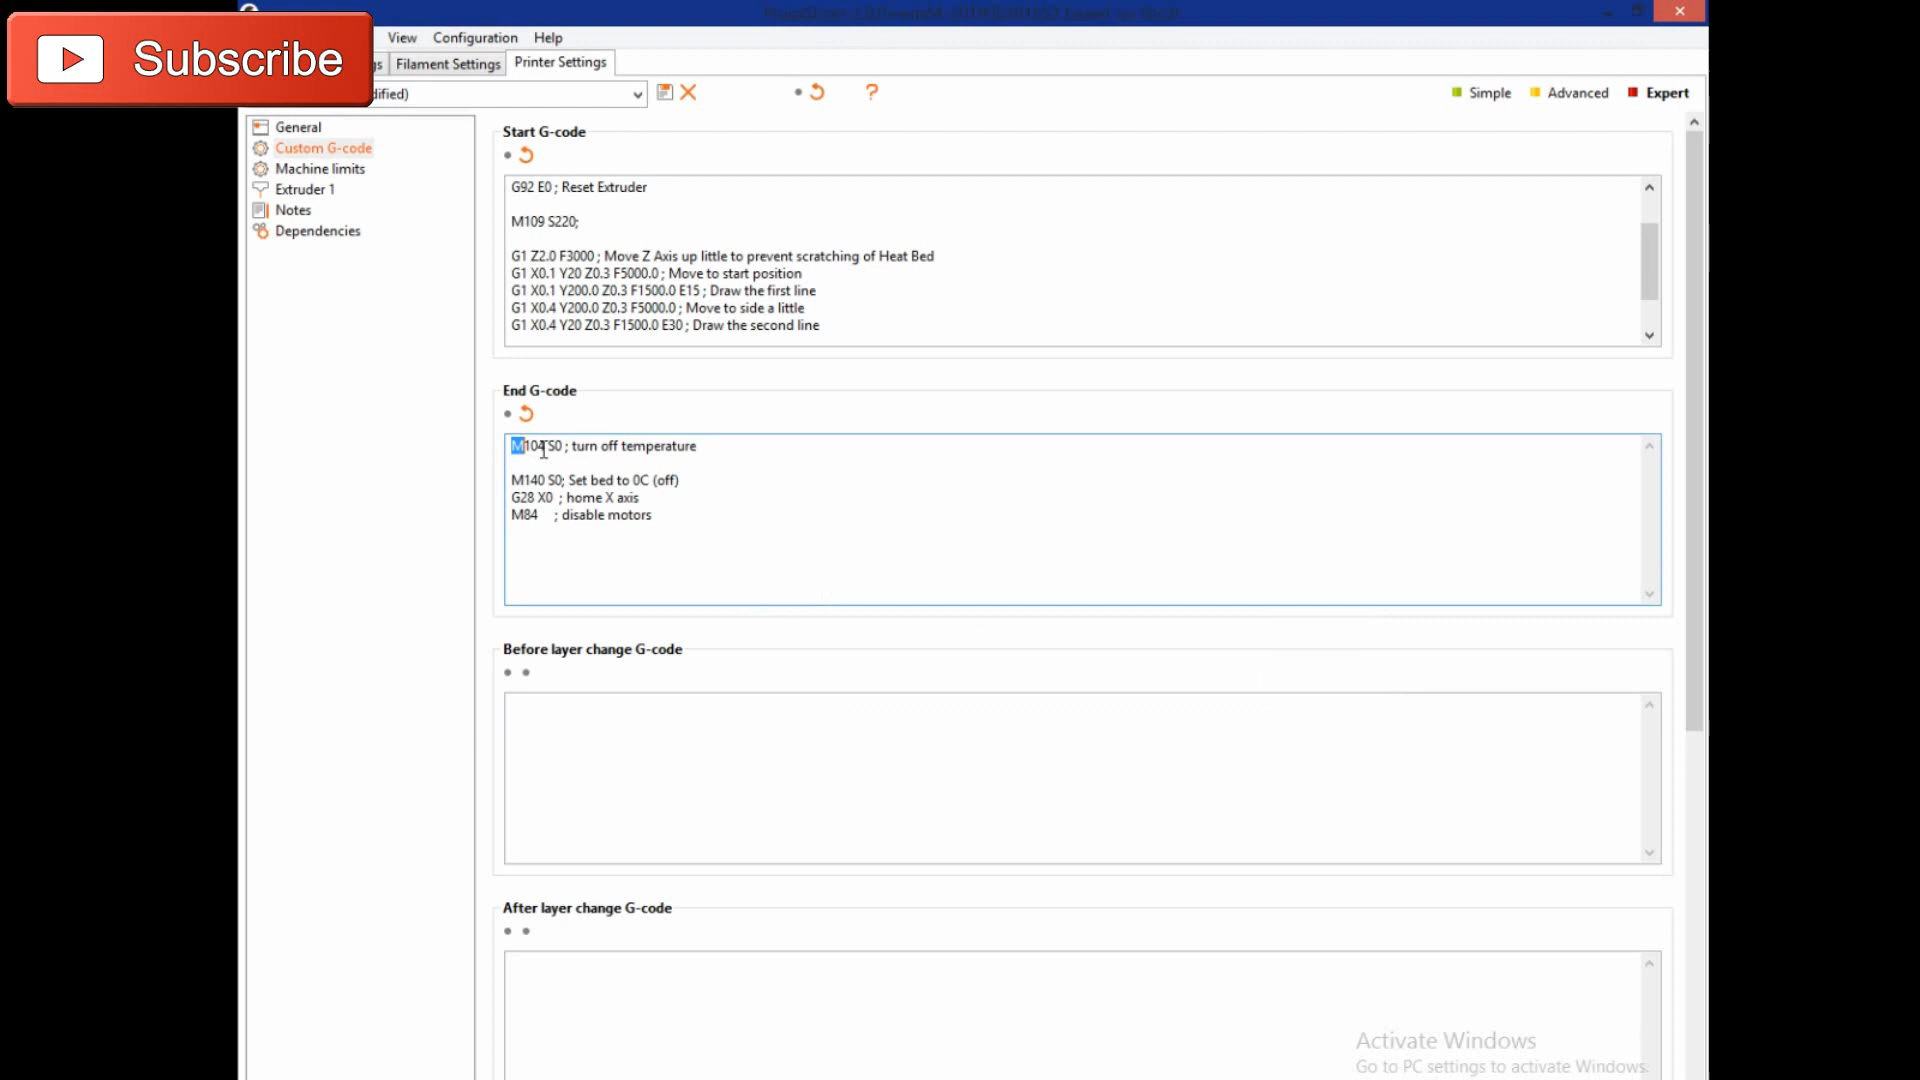 Subscribe
View Configuration Help
gs Filament Settings Printer Settings
dified)
? Simple Advanced Expert
General
Custom G-code
Machine limits
Extruder 1
Notes
Dependencies
Start G-code
G92 E0 ; Reset Extruder
M109 S220;
G1 Z2.0 F3000 ; Move Z Axis up little to prevent scratching of Heat Bed
G1 X0.1 Y20 Z0.3 F5000.0 ; Move to start position
G1 X0.1 Y200.0 Z0.3 F1500.0 E15 ; Draw the first line
G1 X0.4 Y200.0 Z0.3 F5000.0 ; Move to side a little
G1 X0.4 Y20 Z0.3 F1500.0 E30 ; Draw the second line
End G-code
M104 S0 ; turn off temperature
M140 S0; Set bed to 0C (off)
G28 X0 ; home X axis
M84 ; disable motors
Before layer change G-code
After layer change G-code
Activate Windows
Go to PC settings to activate Windows.